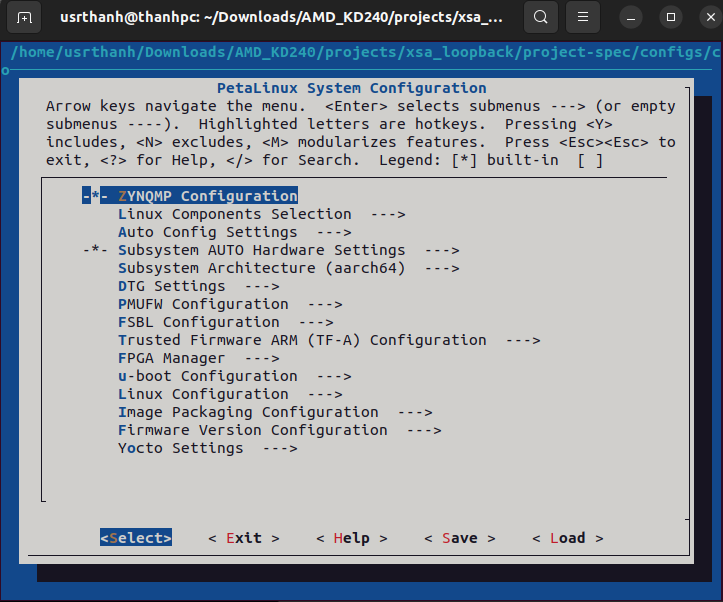 usrthanh@thanhpc: ~/Downloads/AMD_KD240/projects/xsa_...
/home/usrthanh/Downloads/AMD_KD240/projects/xsa_loopback/project-spec/configs/c
o
PetaLinux System Configuration
Arrow keys navigate the menu.  <Enter> selects submenus ---> (or empty
submenus ----).  Highlighted letters are hotkeys.  Pressing <Y>
includes, <N> excludes, <M> modularizes features.  Press <Esc><Esc> to
exit, <?> for Help, </> for Search.  Legend: [*] built-in  [ ]
-*- ZYNQMP Configuration
Linux Components Selection  --->
Auto Config Settings  --->
-*- Subsystem AUTO Hardware Settings  --->
Subsystem Architecture (aarch64)  --->
DTG Settings  --->
PMUFW Configuration  --->
FSBL Configuration  --->
Trusted Firmware ARM (TF-A) Configuration  --->
FPGA Manager  --->
u-boot Configuration  --->
Linux Configuration  --->
Image Packaging Configuration  --->
Firmware Version Configuration  --->
Yocto Settings  --->
<Select>    < Exit >    < Help >    < Save >    < Load >